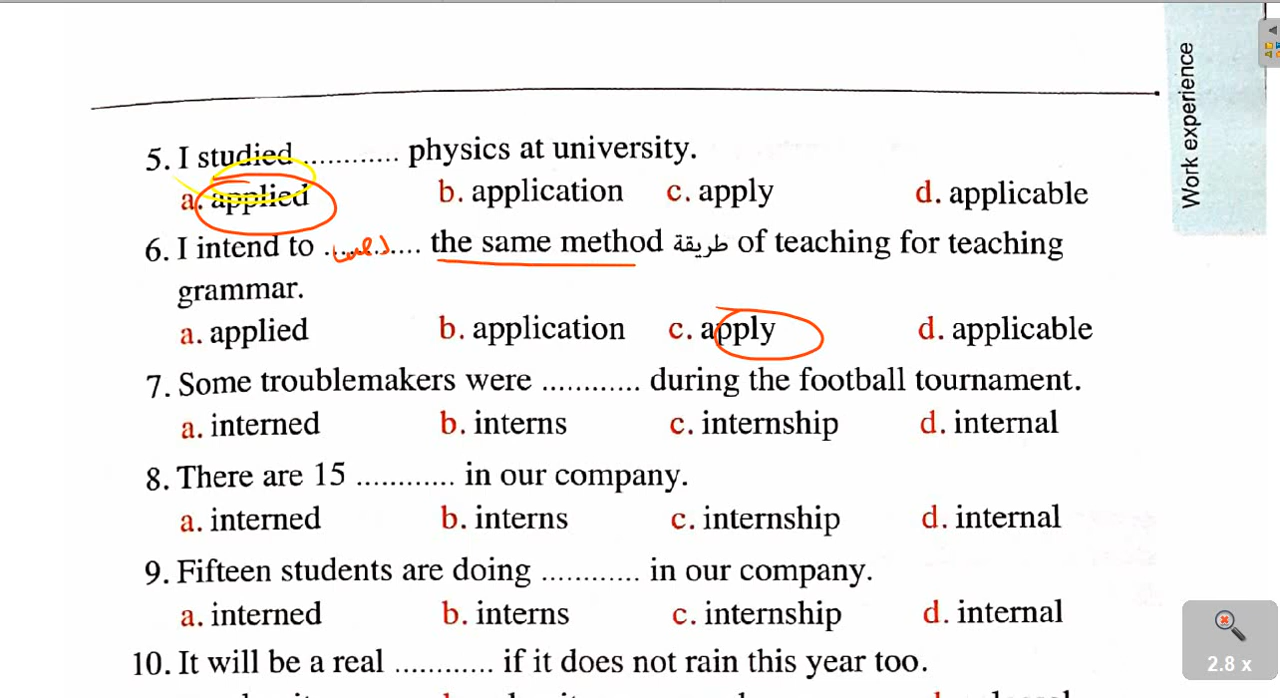 Work experience
5. I studied ............ physics at university.
a. applied b. application c. apply d. applicable
6. I intend to ............ the same method طريقة of teaching for teaching
grammar.
a. applied b. application c. apply d. applicable
7. Some troublemakers were ............ during the football tournament.
a. interned b. interns c. internship d. internal
8. There are 15 ............ in our company.
a. interned b. interns c. internship d. internal
9. Fifteen students are doing ............ in our company.
a. interned b. interns c. internship d. internal
10. It will be a real ............ if it does not rain this year too.
2.8 x